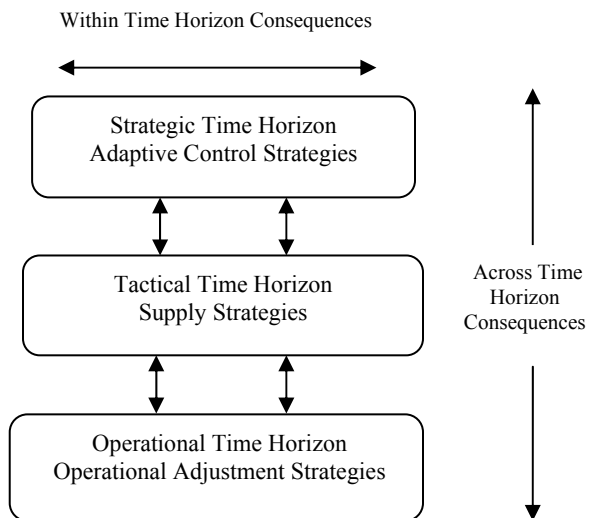 Within Time Horizon Consequences
Strategic Time Horizon
Adaptive Control Strategies
Tactical Time Horizon
Supply Strategies
Across Time
Horizon
Consequences
Operational Time Horizon
Operational Adjustment Strategies